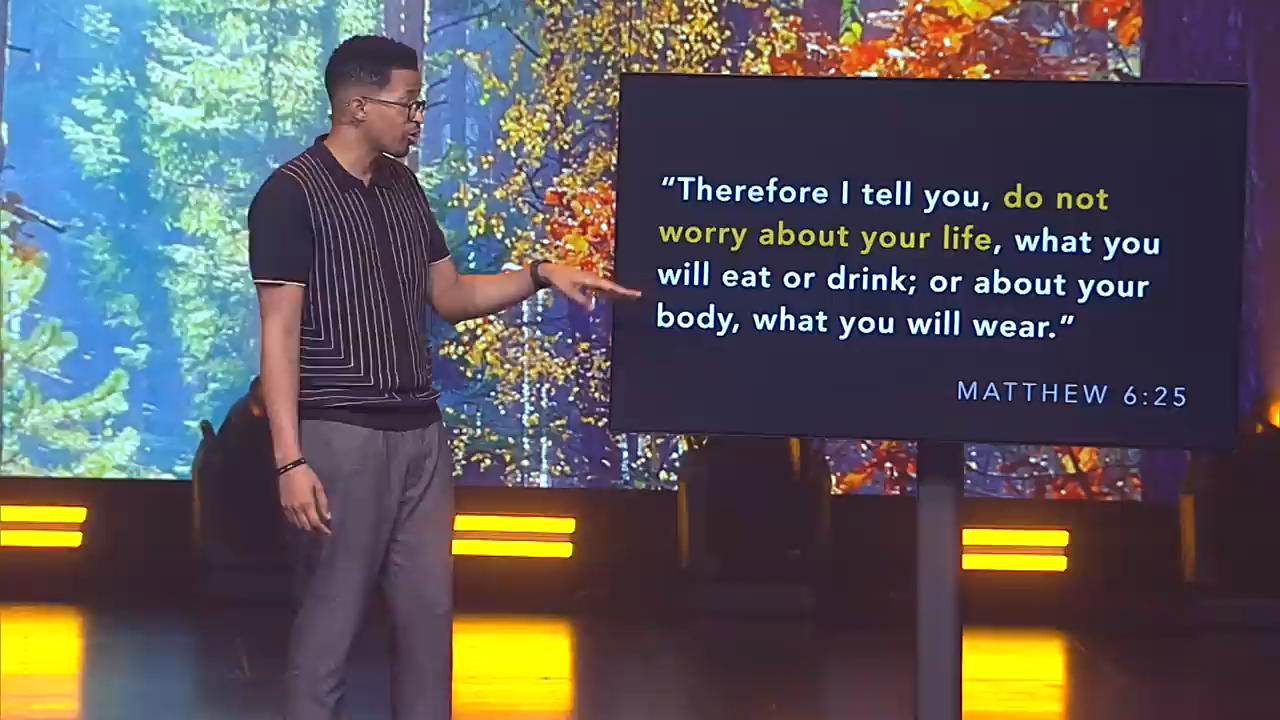 “Therefore I tell you, do not
worry about your life, what you
will eat or drink; or about your
body, what you will wear.”
MATTHEW 6:25